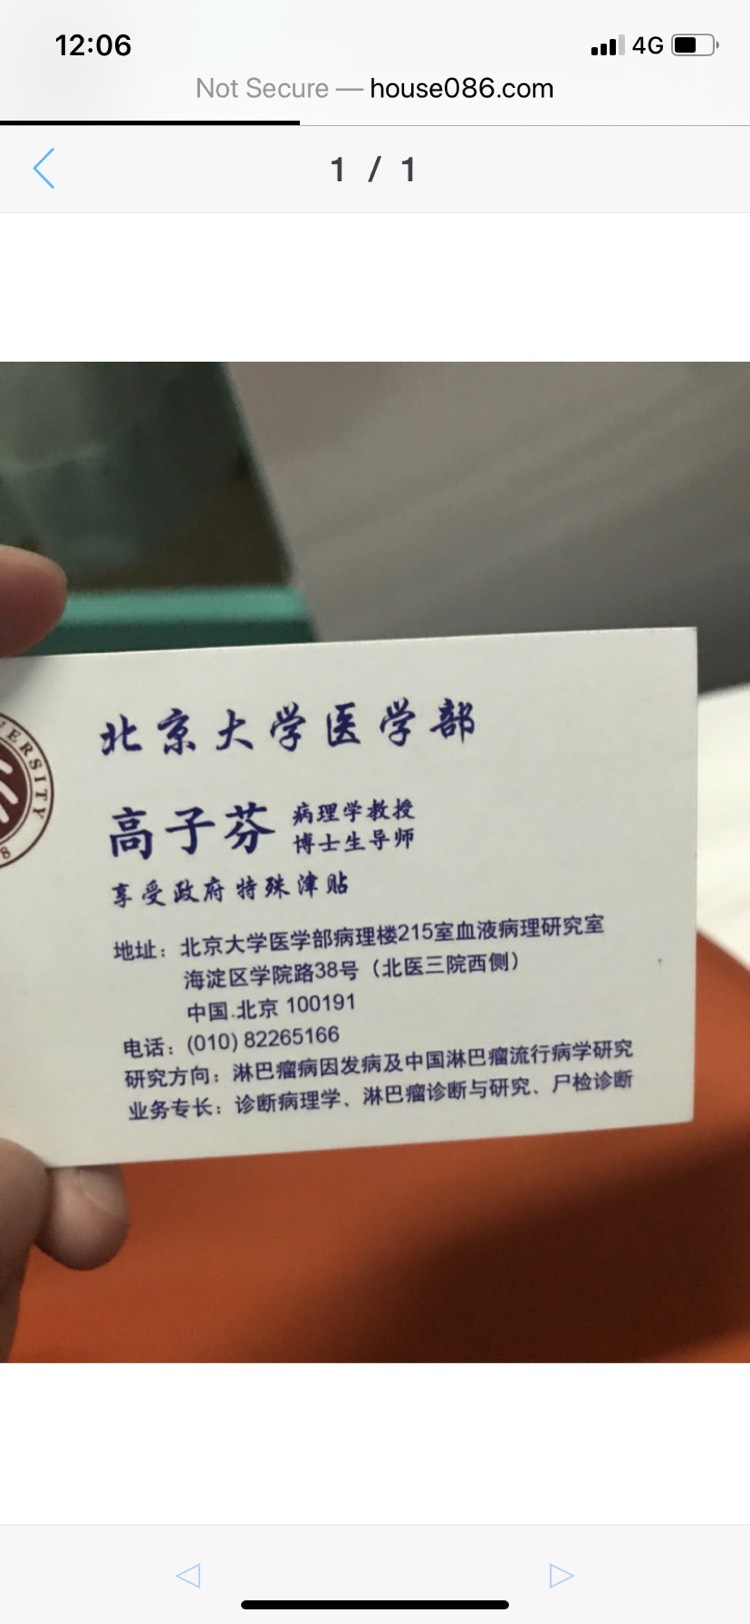 12:06
4G
Not Secure — house086.com
1 / 1
ERSITY
8
北京大学医学部
高子芬 病理学教授
博士生导师
享受政府特殊津贴
地址：北京大学医学部病理楼215室血液病理研究室
海淀区学院路38号（北医三院西侧）
中国.北京 100191
电话：(010) 82265166
研究方向：淋巴瘤病因发病及中国淋巴瘤流行病学研究
业务专长：诊断病理学、淋巴瘤诊断与研究、尸检诊断